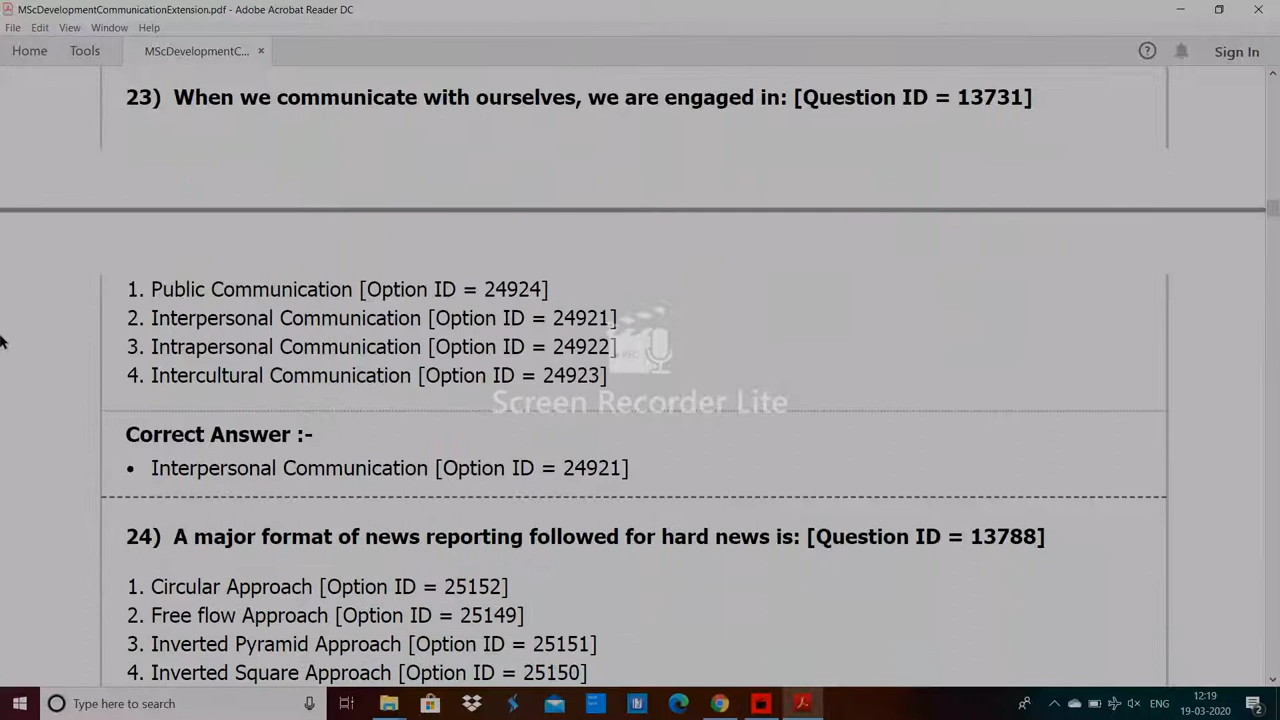 MScDevelopmentCommunicationExtension.pdf - Adobe Acrobat Reader DC
File Edit View Window Help
Home Tools MScDevelopmentC... × Sign In
23) When we communicate with ourselves, we are engaged in: [Question ID = 13731]
1. Public Communication [Option ID = 24924]
2. Interpersonal Communication [Option ID = 24921]
3. Intrapersonal Communication [Option ID = 24922]
4. Intercultural Communication [Option ID = 24923]
REC
Screen Recorder Lite
Correct Answer :-
• Interpersonal Communication [Option ID = 24921]
24) A major format of news reporting followed for hard news is: [Question ID = 13788]
1. Circular Approach [Option ID = 25152]
2. Free flow Approach [Option ID = 25149]
3. Inverted Pyramid Approach [Option ID = 25151]
4. Inverted Square Approach [Option ID = 25150]
Type here to search
ENG
12:19
19-03-2020
2